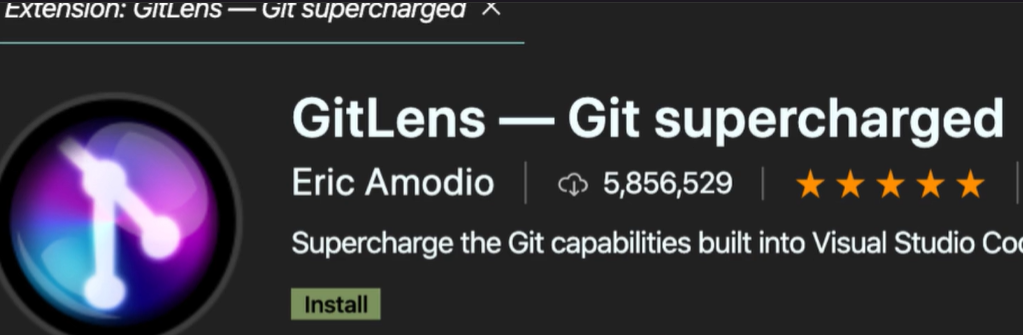 Extension: GitLens — Git supercharged ×
GitLens — Git supercharged
Eric Amodio 5,856,529 ★★★★★
Supercharge the Git capabilities built into Visual Studio
Install